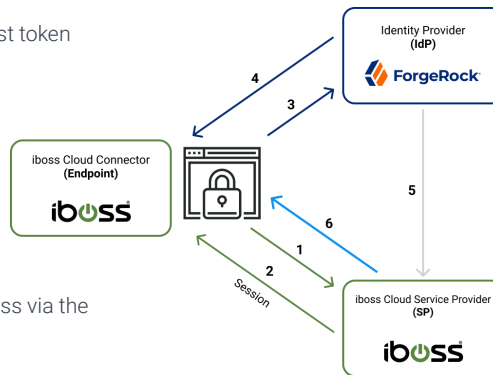 st token
Identity Provider
(IdP)
ForgeRock
4
3
iboss Cloud Connector
(Endpoint)
iboss
5
6
1
2
Session
ss via the
iboss Cloud Service Provider
(SP)
iboss